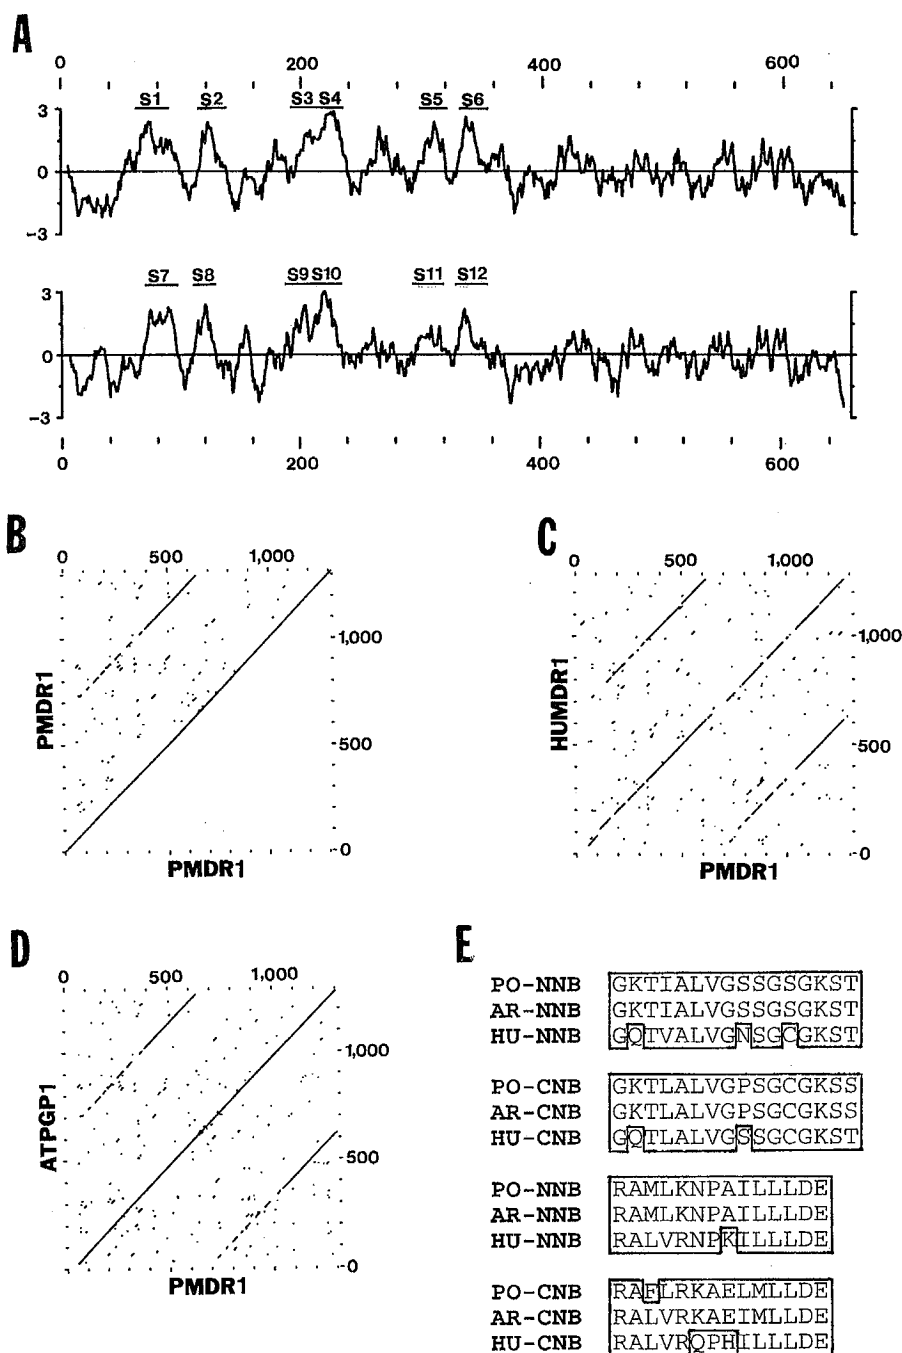 A
0 200 400 600
S1 S2 S3 S4 S5 S6
3
0
-3
S7 S8 S9 S10 S11 S12
3
0
-3
0 200 400 600
B
0 500 1,000
PMDR1
-1,000
-500
-0
PMDR1
C
0 500 1,000
HUMDR1
-1,000
-500
-0
PMDR1
D
0 500 1,000
ATPGP1
-1,000
-500
-0
PMDR1
E
PO-NNB GKTIALVGSSGSGKST
AR-NNB GKTIALVGSSGSGKST
HU-NNB GQTVALVGNSGCGKST
PO-CNB GKTLALVGPSGCGKSS
AR-CNB GKTLALVGPSGCGKSS
HU-CNB GQTLALVGSSGCGKST
PO-NNB RAMLKNPAILLLDE
AR-NNB RAMLKNPAILLLDE
HU-NNB RALVRNPKILLLDE
PO-CNB RAFLRKAELMLLDE
AR-CNB RALVRKAEIMLLDE
HU-CNB RALVRQPHILLLDE